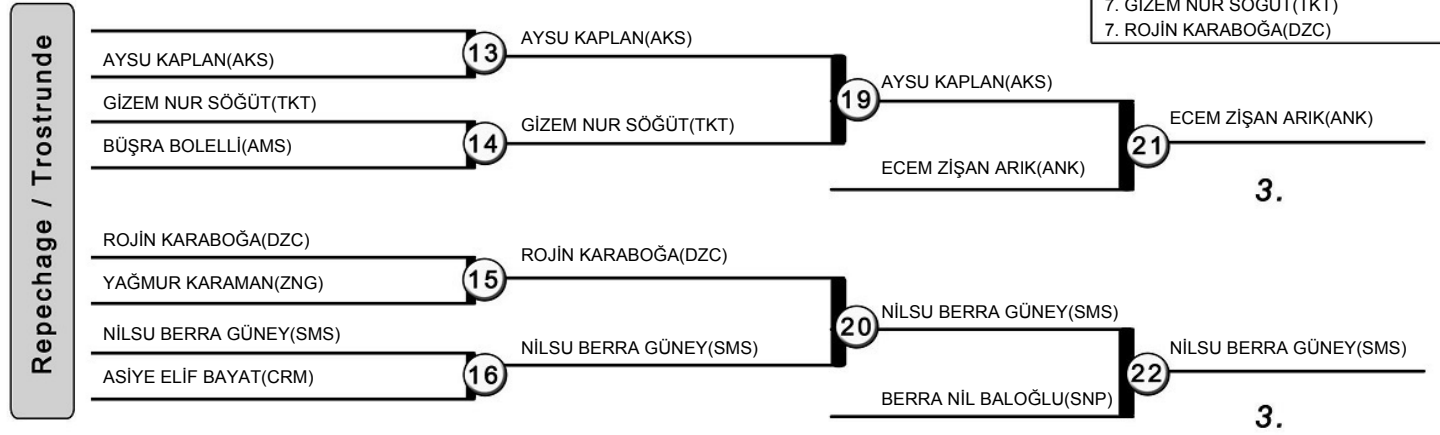 7. GİZEM NUR SÖĞÜT(TKT)
7. ROJİN KARABOĞA(DZC)
Repechage / Trostrunde
AYSU KAPLAN(AKS)
13
AYSU KAPLAN(AKS)
GİZEM NUR SÖĞÜT(TKT)
BÜŞRA BOLELLİ(AMS)
14
GİZEM NUR SÖĞÜT(TKT)
19
AYSU KAPLAN(AKS)
ECEM ZİŞAN ARIK(ANK)
21
ECEM ZİŞAN ARIK(ANK)
3.
ROJİN KARABOĞA(DZC)
YAĞMUR KARAMAN(ZNG)
15
ROJİN KARABOĞA(DZC)
NİLSU BERRA GÜNEY(SMS)
ASİYE ELİF BAYAT(CRM)
16
NİLSU BERRA GÜNEY(SMS)
20
NİLSU BERRA GÜNEY(SMS)
BERRA NİL BALOĞLU(SNP)
22
NİLSU BERRA GÜNEY(SMS)
3.